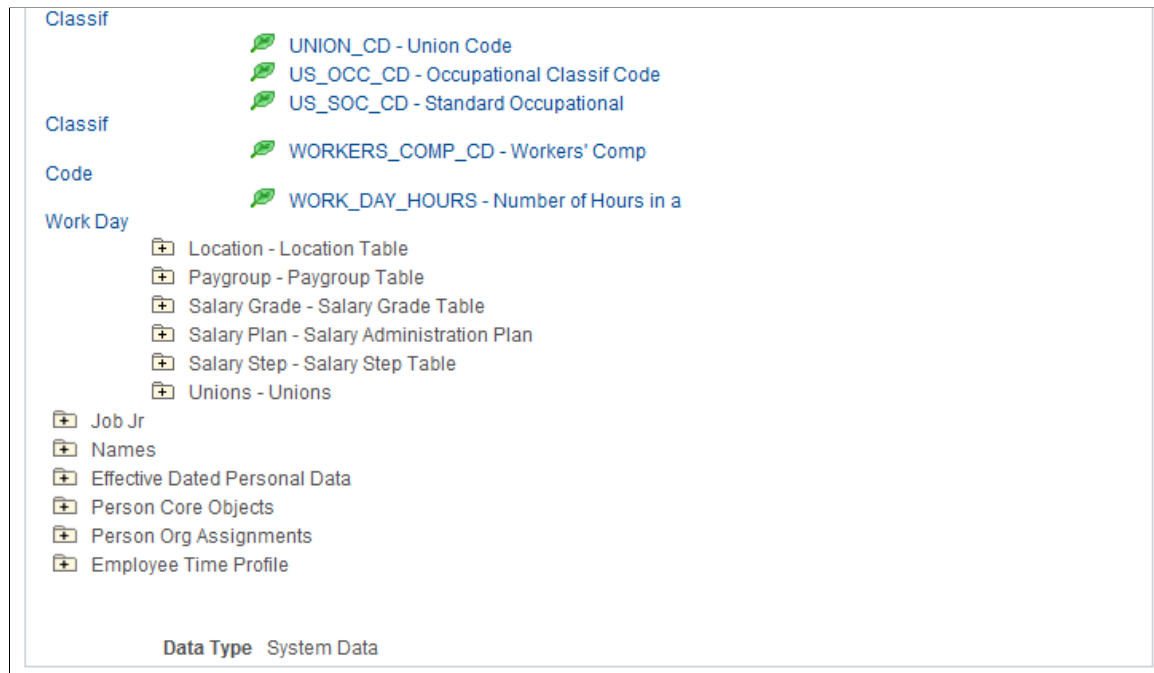 Classif
UNION_CD - Union Code
US_OCC_CD - Occupational Classif Code
US_SOC_CD - Standard Occupational
Classif
WORKERS_COMP_CD - Workers' Comp
Code
WORK_DAY_HOURS - Number of Hours in a
Work Day
Location - Location Table
Paygroup - Paygroup Table
Salary Grade - Salary Grade Table
Salary Plan - Salary Administration Plan
Salary Step - Salary Step Table
Unions - Unions
Job Jr
Names
Effective Dated Personal Data
Person Core Objects
Person Org Assignments
Employee Time Profile
Data Type System Data